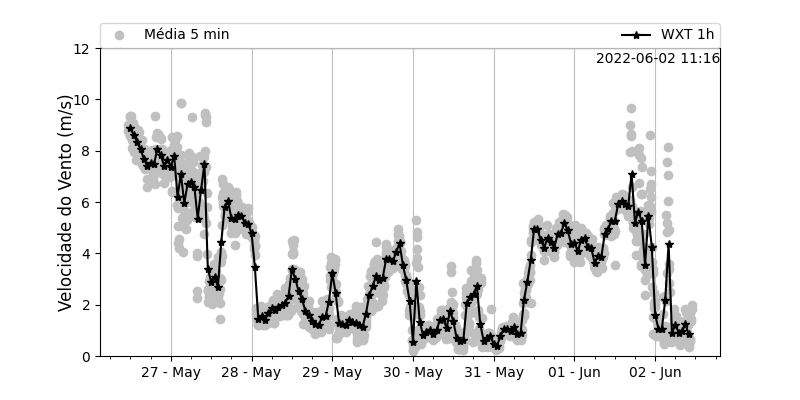 Média 5 min
WXT 1h
2022-06-02 11:16
Velocidade do Vento (m/s)
12
10
8
6
4
2
0
27 - May
28 - May
29 - May
30 - May
31 - May
01 - Jun
02 - Jun